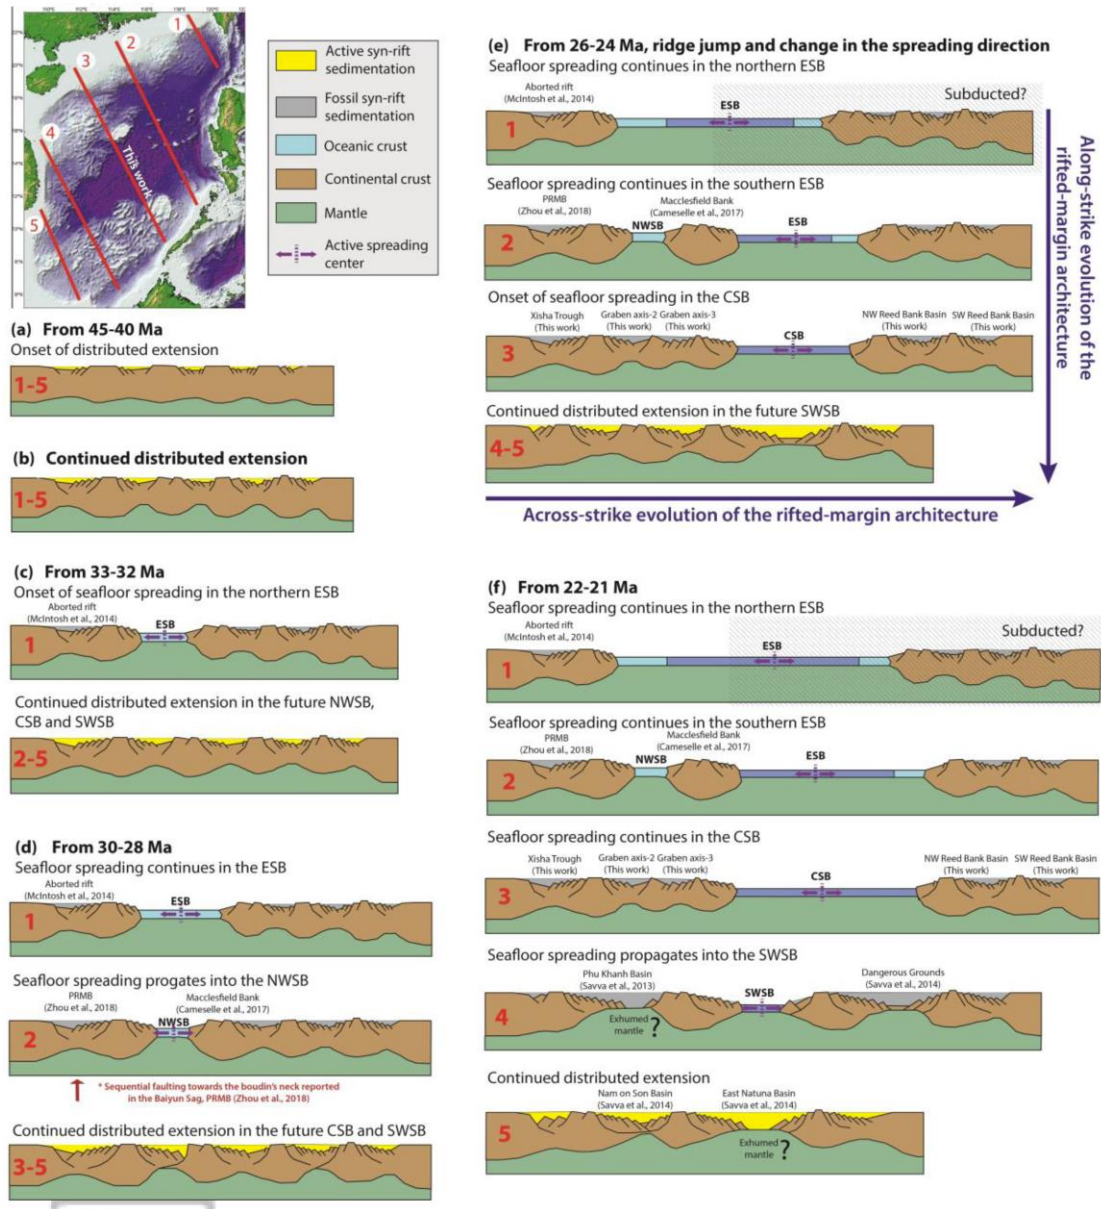 110°E 112°E 114°E 116°E 118°E 120°E
1
2
3
4
5
This work
Active syn-rift
sedimentation
Fossil syn-rift
sedimentation
Oceanic crust
Continental crust
Mantle
Active spreading
center
(a) From 45-40 Ma
Onset of distributed extension
1-5
(b) Continued distributed extension
1-5
(c) From 33-32 Ma
Onset of seafloor spreading in the northern ESB
Aborted rift
(McIntosh et al., 2014)
ESB
1
Continued distributed extension in the future NWSB,
CSB and SWSB
2-5
(d) From 30-28 Ma
Seafloor spreading continues in the ESB
Aborted rift
(McIntosh et al., 2014)
ESB
1
Seafloor spreading progates into the NWSB
PRMB
(Zhou et al., 2018)
Macclesfield Bank
(Cameselle et al., 2017)
NWSB
2
* Sequential faulting towards the boudin's neck reported
in the Baiyun Sag, PRMB (Zhou et al., 2018)
Continued distributed extension in the future CSB and SWSB
3-5
(e) From 26-24 Ma, ridge jump and change in the spreading direction
Seafloor spreading continues in the northern ESB
Aborted rift
(McIntosh et al., 2014)
ESB
Subducted?
1
Seafloor spreading continues in the southern ESB
PRMB
(Zhou et al., 2018)
Macclesfield Bank
(Cameselle et al., 2017)
NWSB
ESB
2
Onset of seafloor spreading in the CSB
Xisha Trough
(This work)
Graben axis-2
(This work)
Graben axis-3
(This work)
NW Reed Bank Basin
(This work)
SW Reed Bank Basin
(This work)
CSB
3
Continued distributed extension in the future SWSB
4-5
Across-strike evolution of the rifted-margin architecture
Along-strike evolution of the
rifted-margin architecture
(f) From 22-21 Ma
Seafloor spreading continues in the northern ESB
Aborted rift
(McIntosh et al., 2014)
ESB
Subducted?
1
Seafloor spreading continues in the southern ESB
PRMB
(Zhou et al., 2018)
Macclesfield Bank
(Cameselle et al., 2017)
NWSB
ESB
2
Seafloor spreading continues in the CSB
Xisha Trough
(This work)
Graben axis-2
(This work)
Graben axis-3
(This work)
NW Reed Bank Basin
(This work)
SW Reed Bank Basin
(This work)
CSB
3
Seafloor spreading propagates into the SWSB
Phu Khanh Basin
(Savva et al., 2013)
Dangerous Grounds
(Savva et al., 2014)
SWSB
4
Exhumed
mantle ?
Continued distributed extension
Nam on Son Basin
(Savva et al., 2014)
East Natuna Basin
(Savva et al., 2014)
5
Exhumed
mantle ?